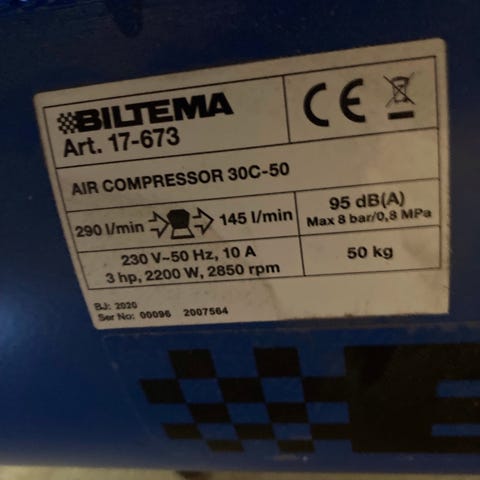 BILTEMA
Art. 17-673
CE
AIR COMPRESSOR 30C-50
290 l/min 145 l/min
95 dB(A)
Max 8 bar/0,8 MPa
230 V~50 Hz, 10 A
3 hp, 2200 W, 2850 rpm
50 kg
BJ: 2020
Ser No: 00096 2007564